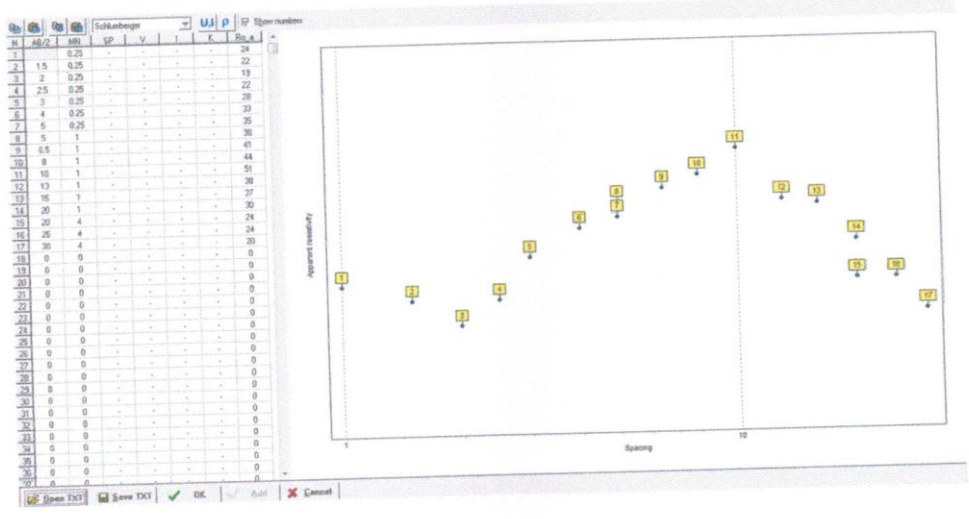 Schlumberger U,I ρ Show numbers
N AB/2 MN SP V I K Ro_a
1 0.25 - - - - 24
2 1.5 0.25 - - - - 22
3 2 0.25 - - - - 19
4 2.5 0.25 - - - - 22
5 3 0.25 - - - - 28
6 4 0.25 - - - - 33
7 5 0.25 - - - - 35
8 5 1 - - - - 38
9 6.5 1 - - - - 41
10 8 1 - - - - 44
11 10 1 - - - - 51
12 13 1 - - - - 38
13 16 1 - - - - 37
14 20 1 - - - - 30
15 20 4 - - - - 24
16 25 4 - - - - 24
17 30 4 - - - - 20
18 0 0 - - - - 0
19 0 0 - - - - 0
20 0 0 - - - - 0
21 0 0 - - - - 0
22 0 0 - - - - 0
23 0 0 - - - - 0
24 0 0 - - - - 0
25 0 0 - - - - 0
26 0 0 - - - - 0
27 0 0 - - - - 0
28 0 0 - - - - 0
29 0 0 - - - - 0
30 0 0 - - - - 0
31 0 0 - - - - 0
32 0 0 - - - - 0
33 0 0 - - - - 0
34 0 0 - - - - 0
35 0 0 - - - - 0
36 0 0 - - - - 0
37 0 0
Open TXT Save TXT OK Add Cancel
Apparent resistivity
1
2
3
4
5
6
7
8
9
10
11
12
13
14
15
16
17
1 10
Spacing